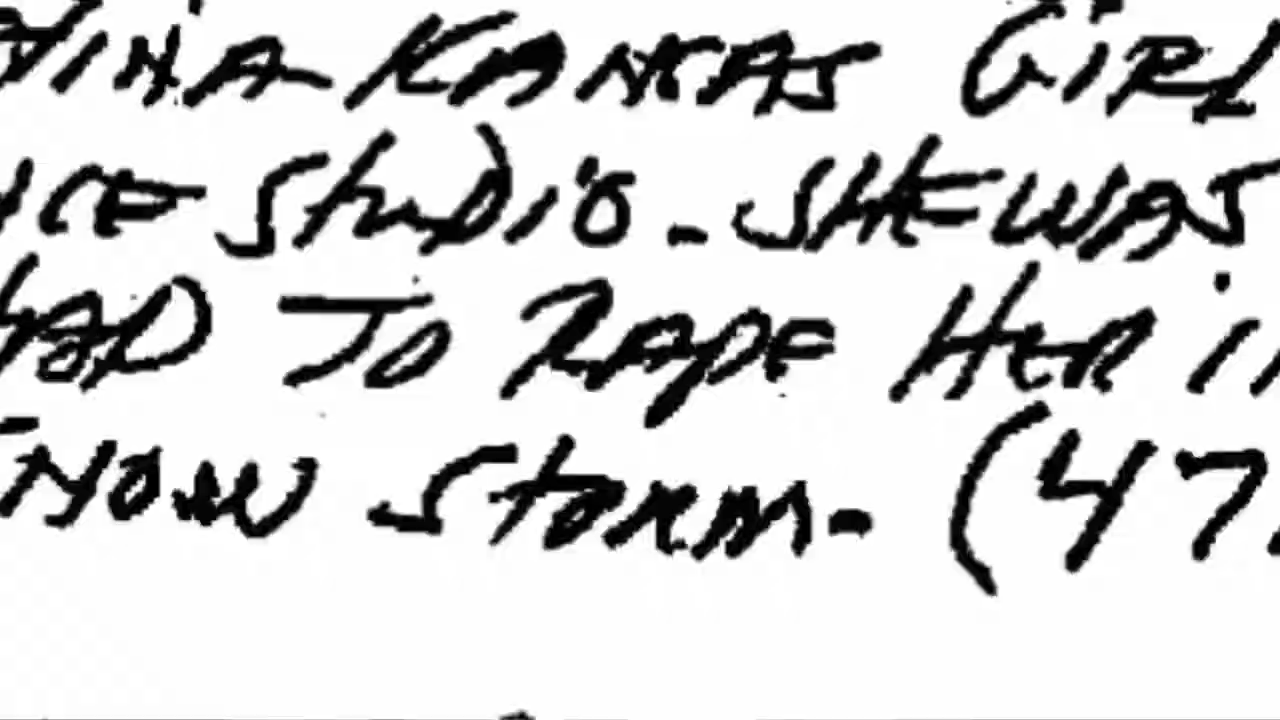 KANSAS GIRL
STUDIO. SHE WAS
TO RAPE HER
SNOW STORM. (47